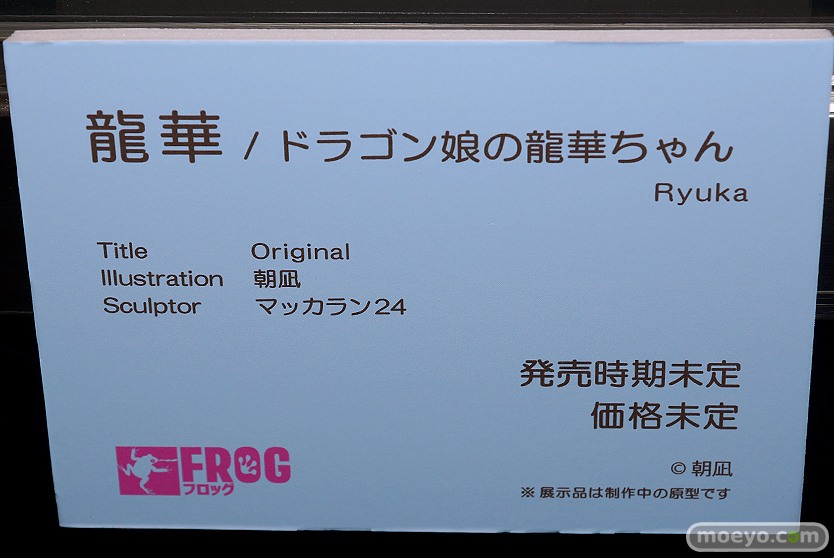 龍華 / ドラゴン娘の龍華ちゃん
Ryuka
Title Original
Illustration 朝凪
Sculptor マッカラン24
発売時期未定
価格未定
FROG
フロッグ
©朝凪
※展示品は制作中の原型です
moeyo.com